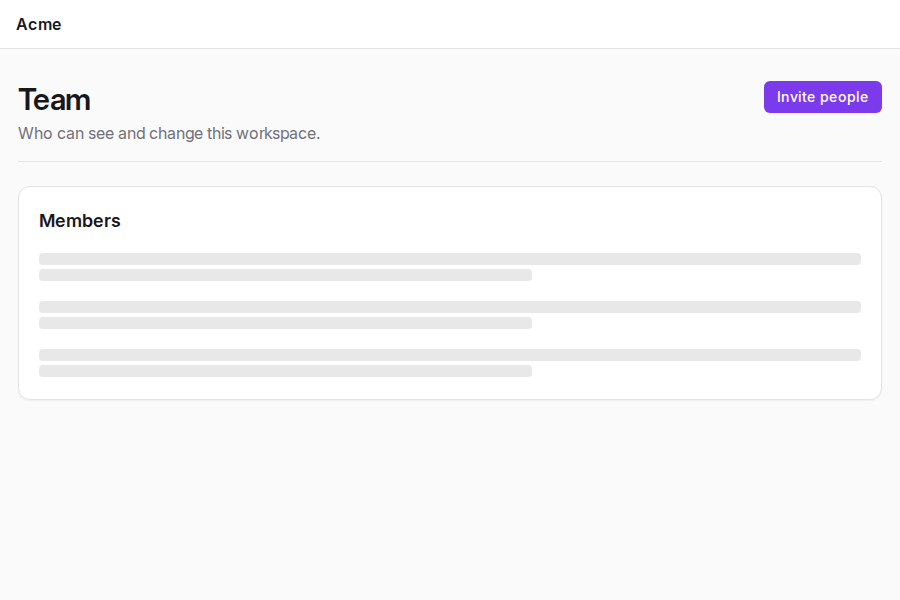 Acme
Team
Invite people
Who can see and change this workspace.
Members